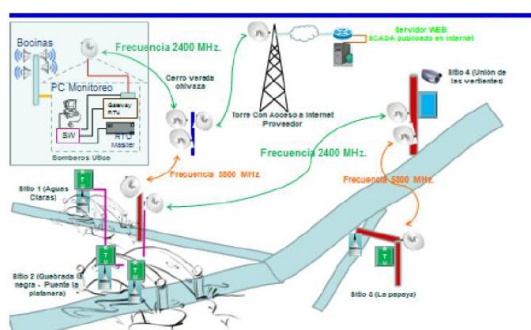 Bocinas
PC Monitoreo
Gateway
RTU
SW
RTU
Master
Bomberos Utica
Frecuencia 2400 MHz.
Cerro vereda
chivaza
Torre Con Acceso a Internet
Proveedor
Servidor WEB
SCADA publicado en Internet
Sitio 4 (Unión de
las vertientes)
Frecuencia 2400 MHz.
Frecuencia 5800 MHz.
Frecuencia 5800 MHz.
Sitio 1 (Aguas
Claras)
Sitio 2 (Quebrada la
negra - Puente la
platanera)
Sitio 3 (La papaya)